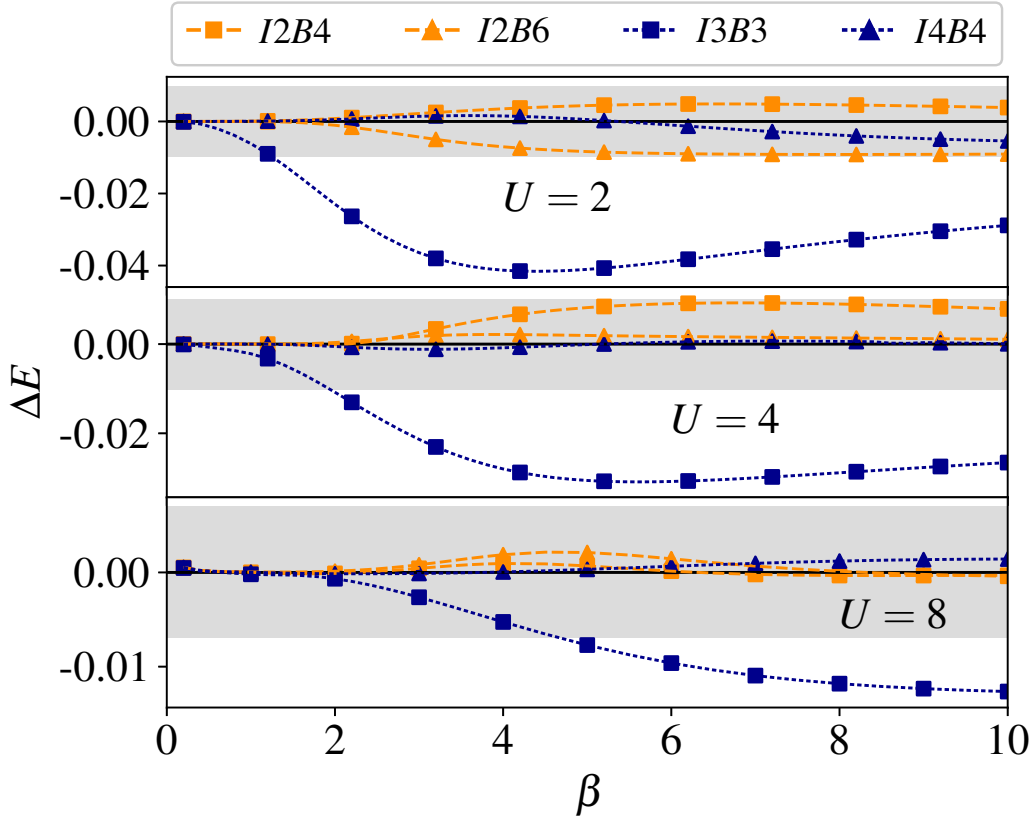 I2B4 I2B6 I3B3 I4B4
0.00
-0.02
-0.04
U = 2
0.00
-0.02
U = 4
ΔE
0.00
-0.01
U = 8
0 2 4 6 8 10
β